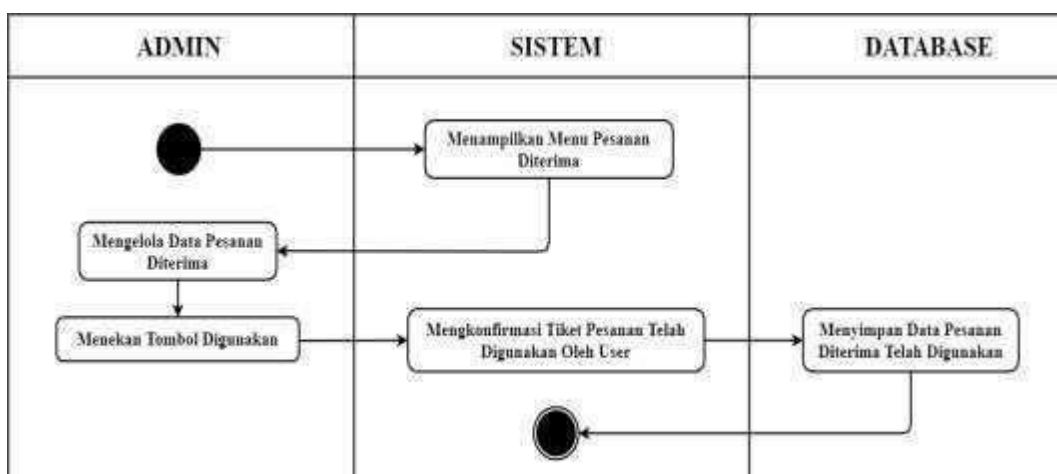 ADMIN
SISTEM
DATABASE
Menampilkan Menu Pesanan
Diterima
Mengelola Data Pesanan
Diterima
Menekan Tombol Digunakan
Mengkonfirmasi Tiket Pesanan Telah
Digunakan Oleh User
Menyimpan Data Pesanan
Diterima Telah Digunakan